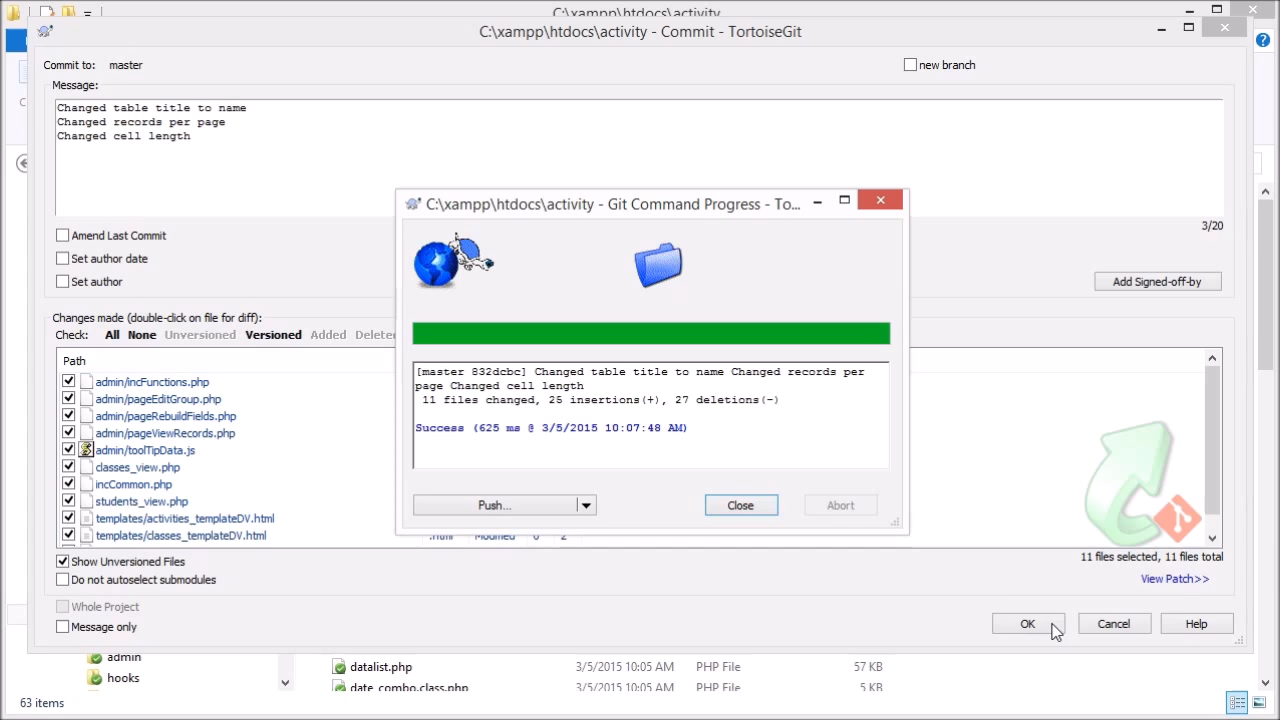 C:\xampp\htdocs\activity
C:\xampp\htdocs\activity - Commit - TortoiseGit
Commit to: master
new branch
Message:
Changed table title to name
Changed records per page
Changed cell length
3/20
Amend Last Commit
Set author date
Set author
Add Signed-off-by
C:\xampp\htdocs\activity - Git Command Progress - To...
[master 832dcbc] Changed table title to name Changed records per
page Changed cell length
11 files changed, 25 insertions(+), 27 deletions(-)
Success (625 ms @ 3/5/2015 10:07:48 AM)
Push...
Close
Abort
Changes made (double-click on file for diff):
Check: All None Unversioned Versioned Added
Path
admin/incFunctions.php
admin/pageEditGroup.php
admin/pageRebuildFields.php
admin/pageViewRecords.php
admin/toolTipData.js
classes_view.php
incCommon.php
students_view.php
templates/activities_templateDV.html
templates/classes_templateDV.html .html Modified 0 2
Show Unversioned Files
11 files selected, 11 files total
Do not autoselect submodules
View Patch>>
Whole Project
Message only
OK
Cancel
Help
admin
hooks
datalist.php 3/5/2015 10:05 AM PHP File 57 KB
date_combo.class.php 3/5/2015 10:05 AM PHP File 5 KB
63 items